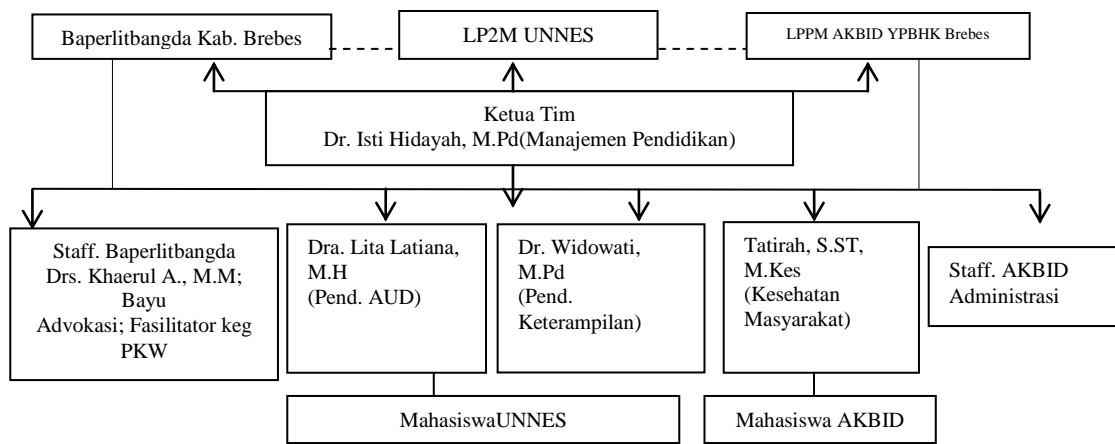 Baperlitbangda Kab. Brebes
LP2M UNNES
LPPM AKBID YPBHK Brebes
Ketua Tim
Dr. Isti Hidayah, M.Pd(Manajemen Pendidikan)
Staff. Baperlitbangda
Drs. Khaerul A., M.M;
Bayu
Advokasi; Fasilitator keg
PKW
Dra. Lita Latiana,
M.H
(Pend. AUD)
Dr. Widowati,
M.Pd
(Pend.
Keterampilan)
Tatirah, S.ST,
M.Kes
(Kesehatan
Masyarakat)
Staff. AKBID
Administrasi
MahasiswaUNNES
Mahasiswa AKBID